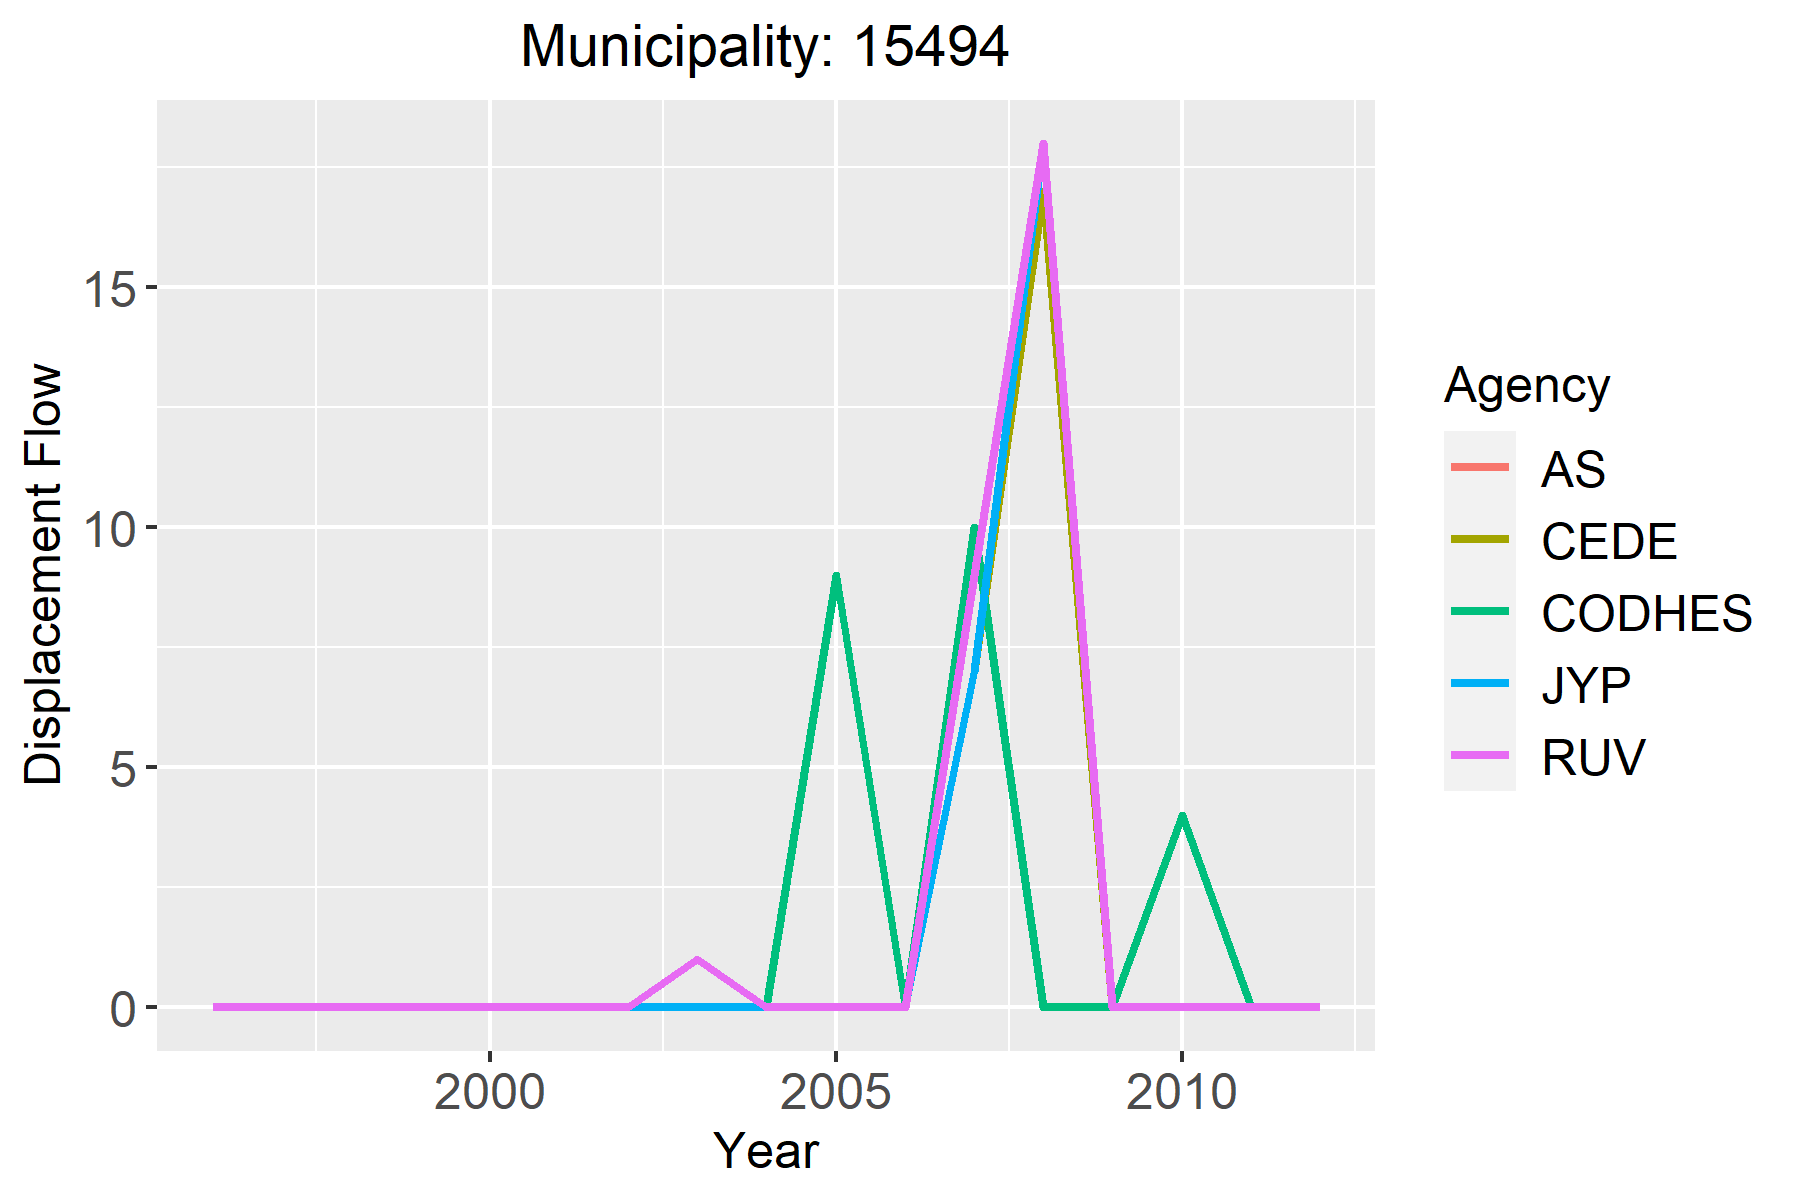 Municipality: 15494
Displacement Flow
15
10
5
0
2000 2005 2010
Year
Agency
AS
CEDE
CODHES
JYP
RUV